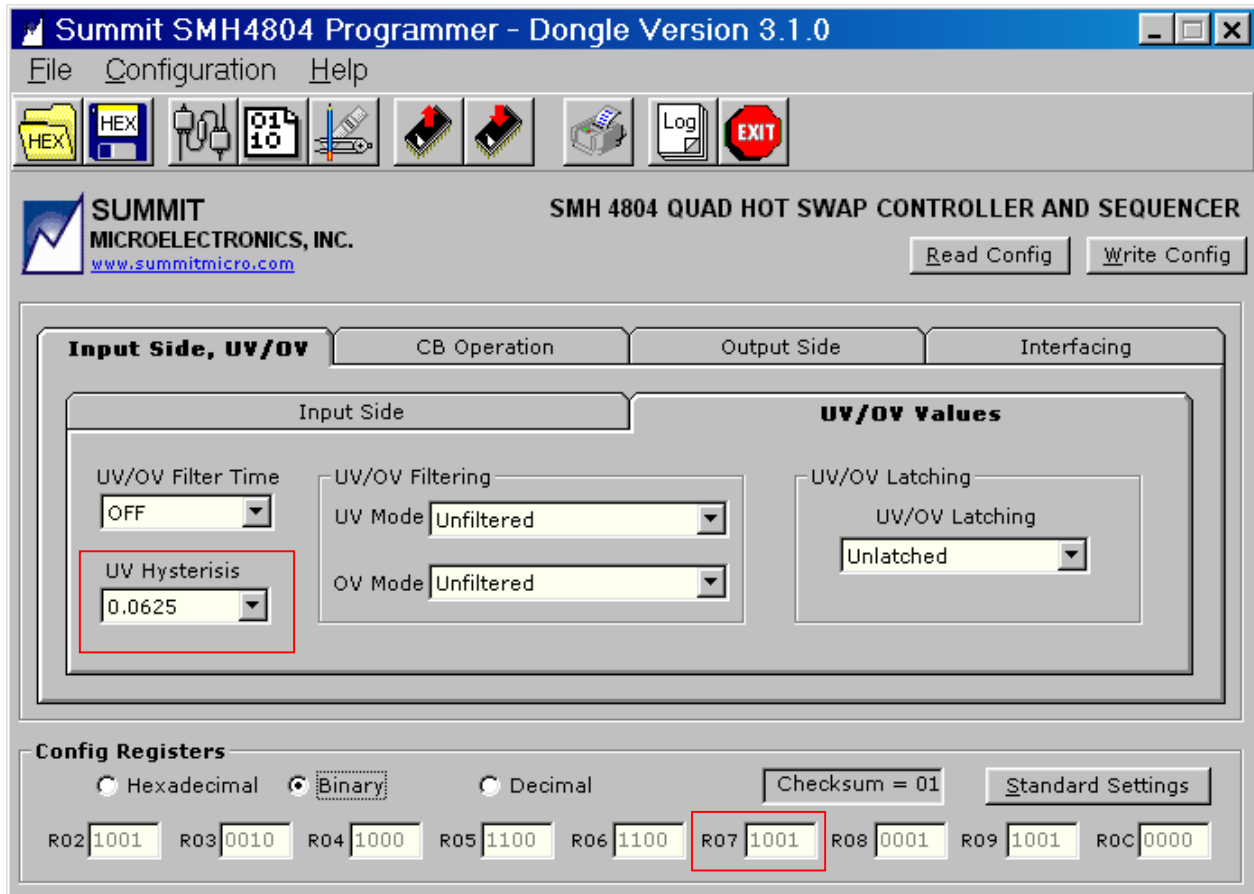 Summit SMH4804 Programmer - Dongle Version 3.1.0
File Configuration Help
HEX HEX 01 10 Log EXIT
SUMMIT
MICROELECTRONICS, INC.
www.summitmicro.com
SMH 4804 QUAD HOT SWAP CONTROLLER AND SEQUENCER
Read Config Write Config
Input Side, UV/OV CB Operation Output Side Interfacing
Input Side UV/OV Values
UV/OV Filter Time
OFF
UV Hysterisis
0.0625
UV/OV Filtering
UV Mode Unfiltered
OV Mode Unfiltered
UV/OV Latching
UV/OV Latching
Unlatched
Config Registers
Hexadecimal Binary Decimal Checksum = 01 Standard Settings
R02 1001 R03 0010 R04 1000 R05 1100 R06 1100 R07 1001 R08 0001 R09 1001 R0C 0000